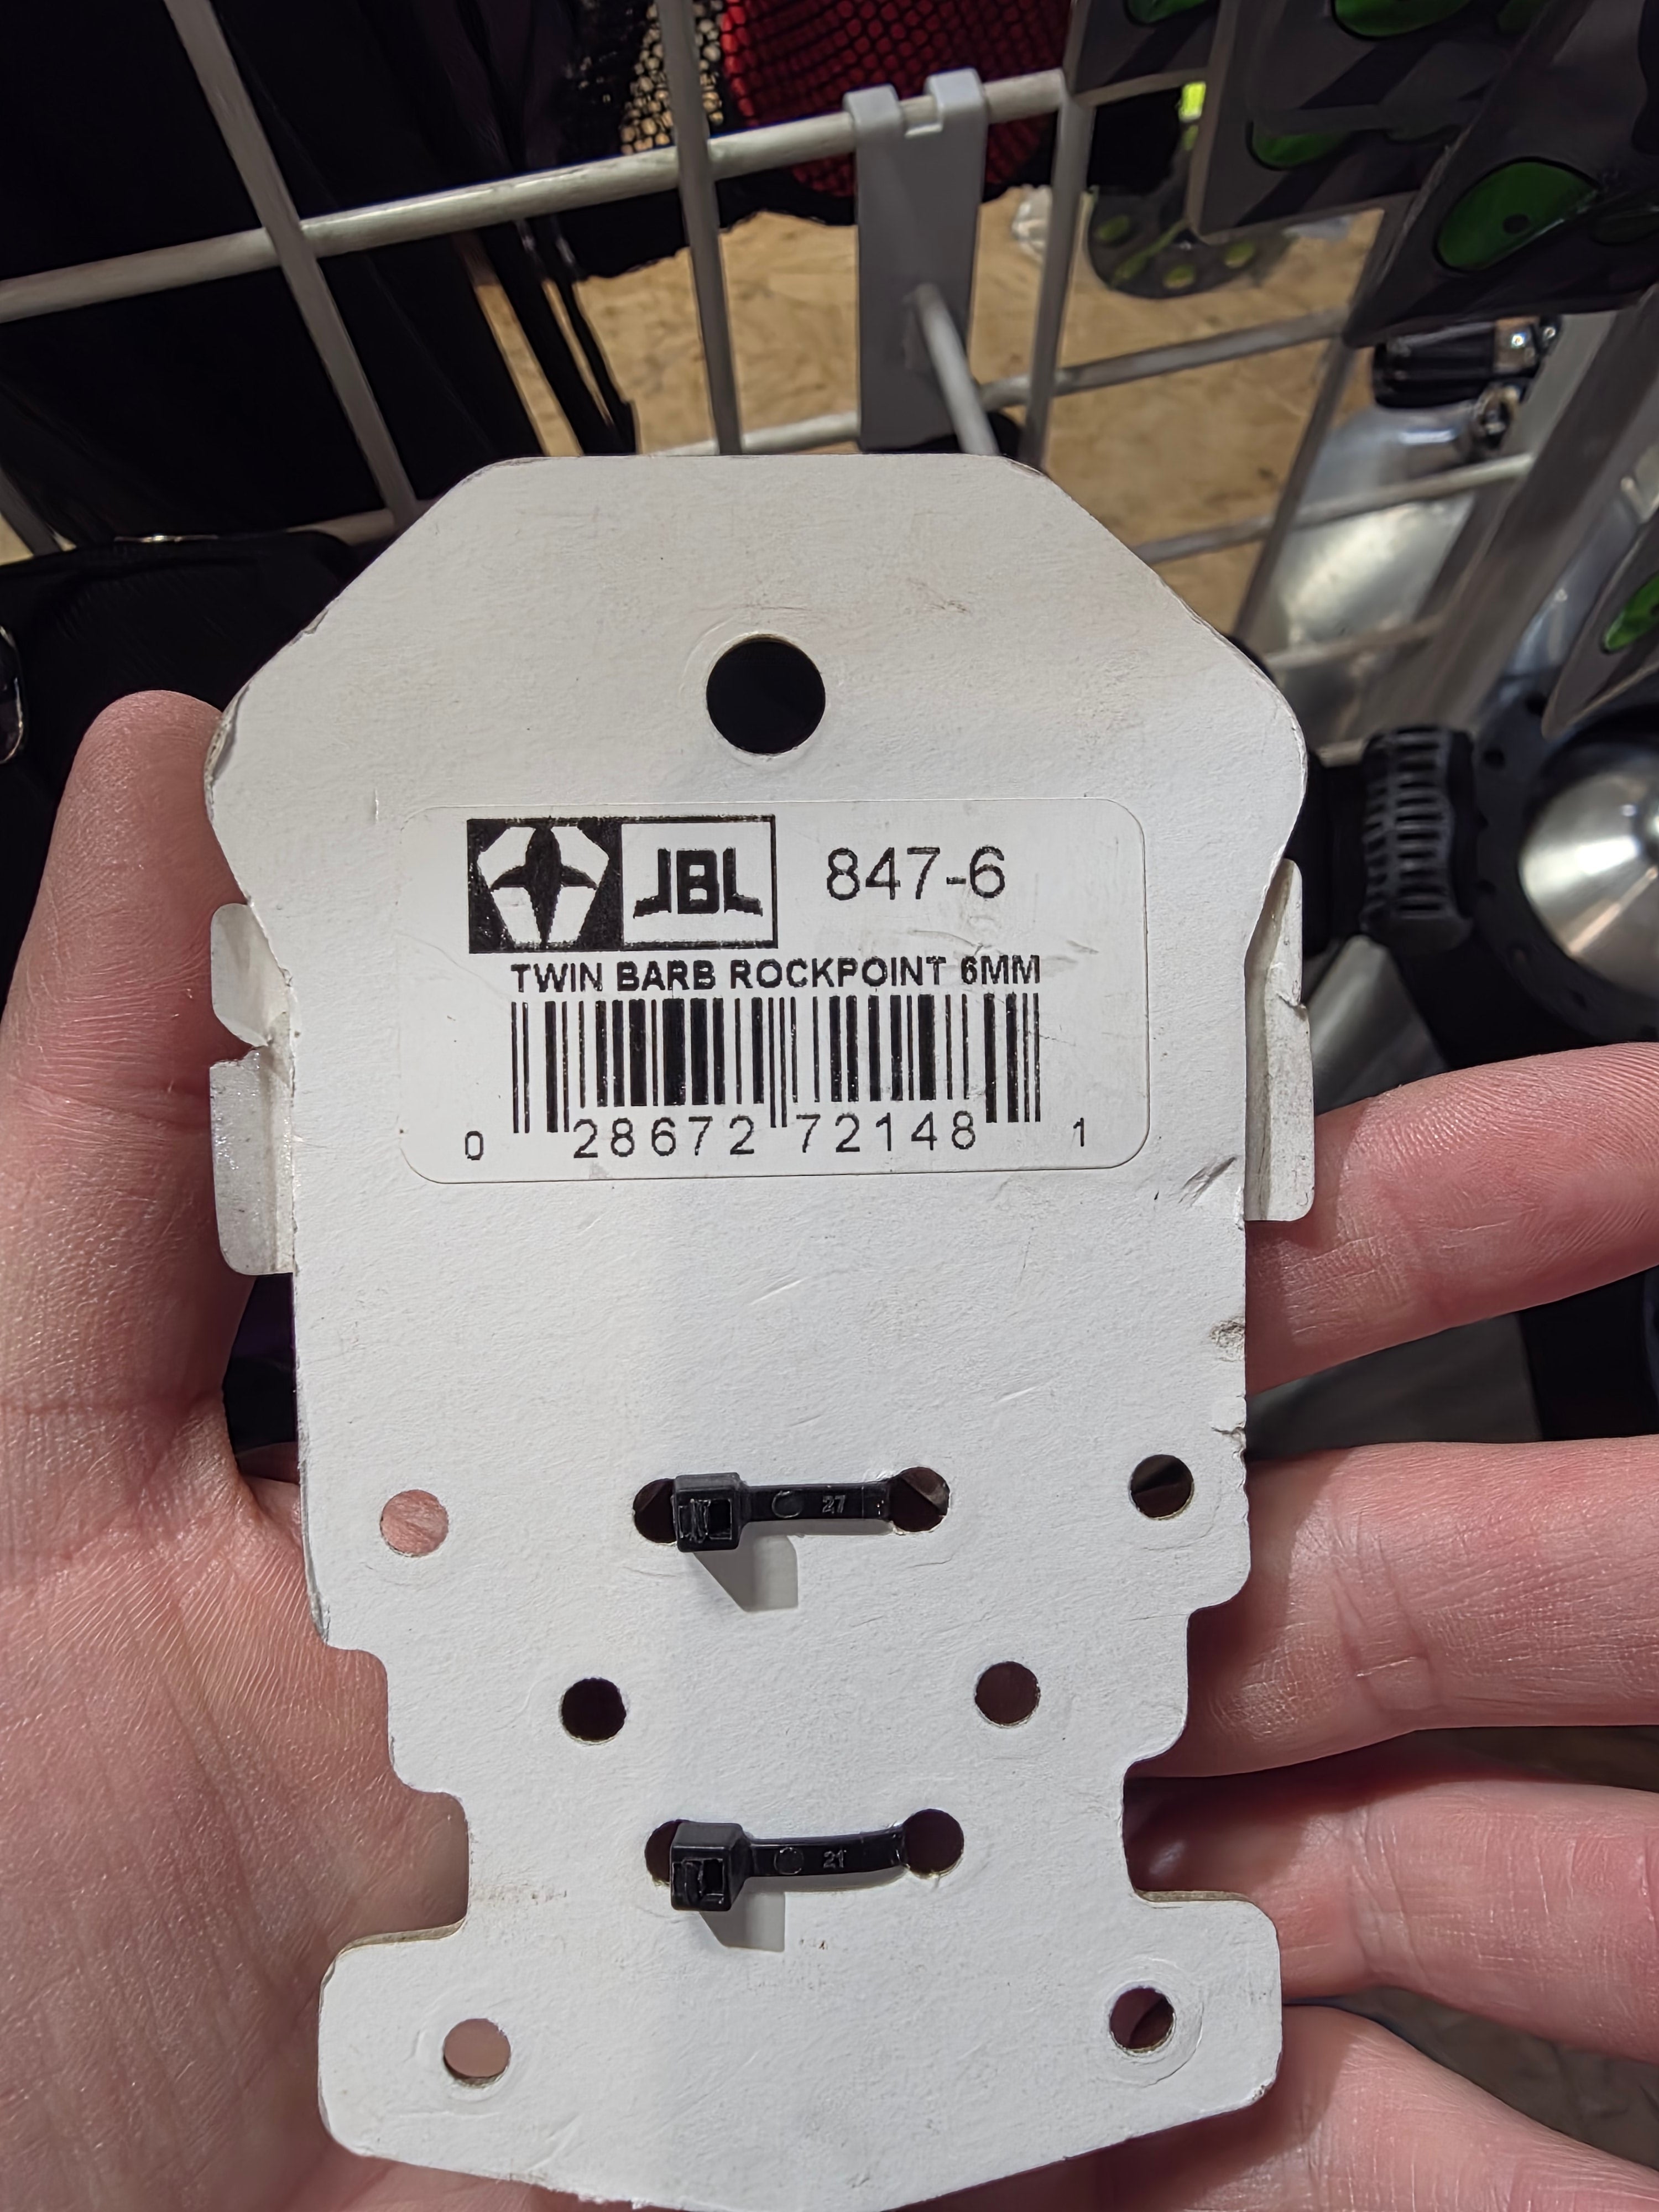 JBL 847-6
TWIN BARB ROCKPOINT 6MM
0 28672 72148 1
27
21